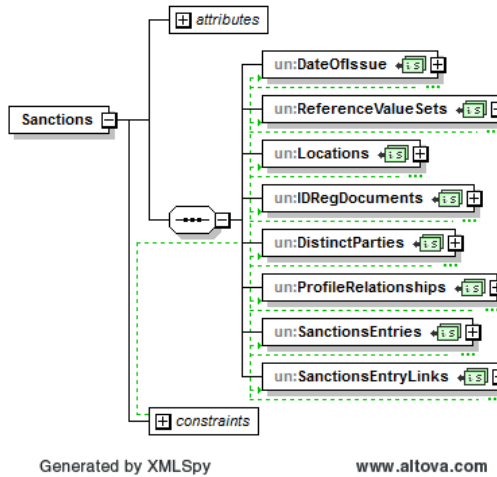 attributes
un:DateOfIssue
Sanctions
un:ReferenceValueSets
un:Locations
un:IDRegDocuments
un:DistinctParties
un:ProfileRelationships
un:SanctionsEntries
un:SanctionsEntryLinks
constraints
Generated by XMLSpy
www.altova.com